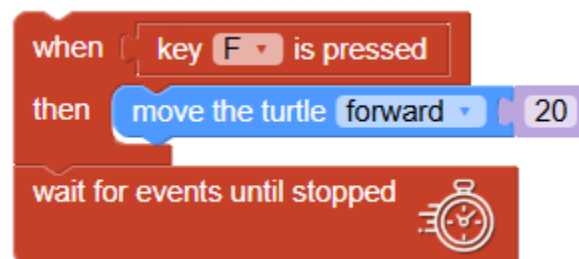 when key F is pressed
then move the turtle forward 20
wait for events until stopped